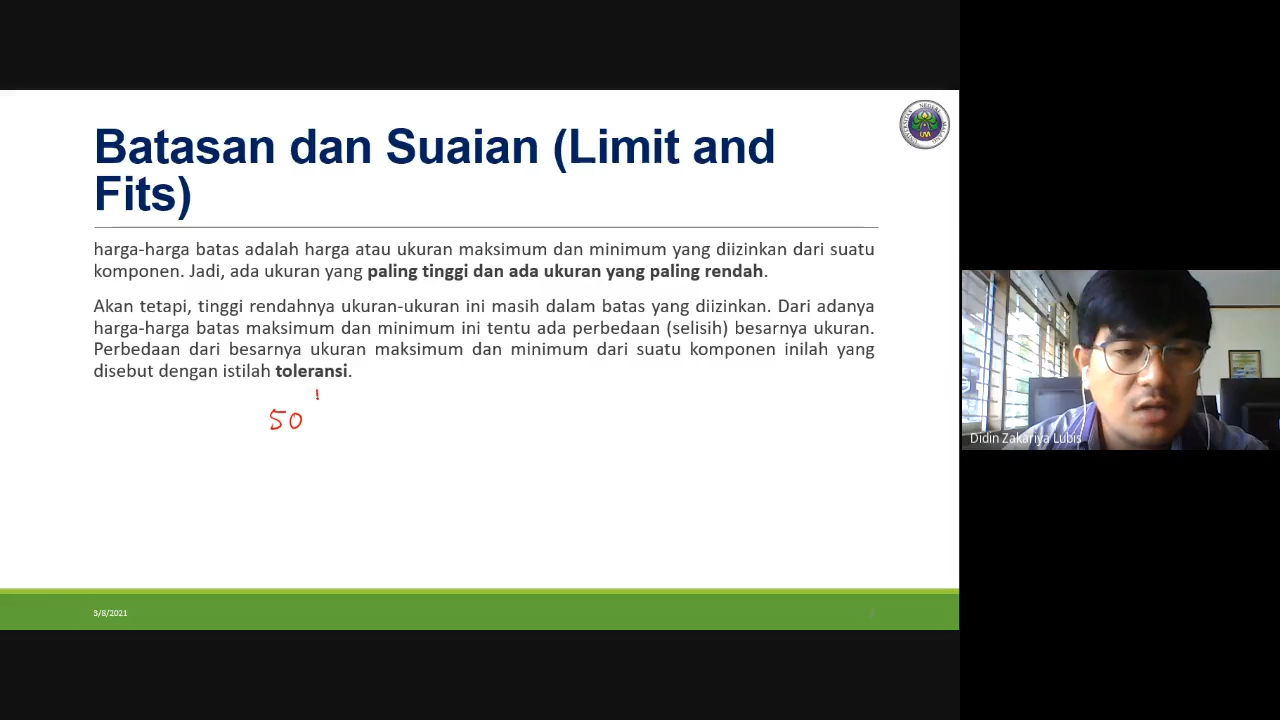 Batasan dan Suaian (Limit and
Fits)
harga-harga batas adalah harga atau ukuran maksimum dan minimum yang diizinkan dari suatu
komponen. Jadi, ada ukuran yang paling tinggi dan ada ukuran yang paling rendah.
Akan tetapi, tinggi rendahnya ukuran-ukuran ini masih dalam batas yang diizinkan. Dari adanya
harga-harga batas maksimum dan minimum ini tentu ada perbedaan (selisih) besarnya ukuran.
Perbedaan dari besarnya ukuran maksimum dan minimum dari suatu komponen inilah yang
disebut dengan istilah toleransi.
50
3/8/2021
Didin Zakariya Lubis